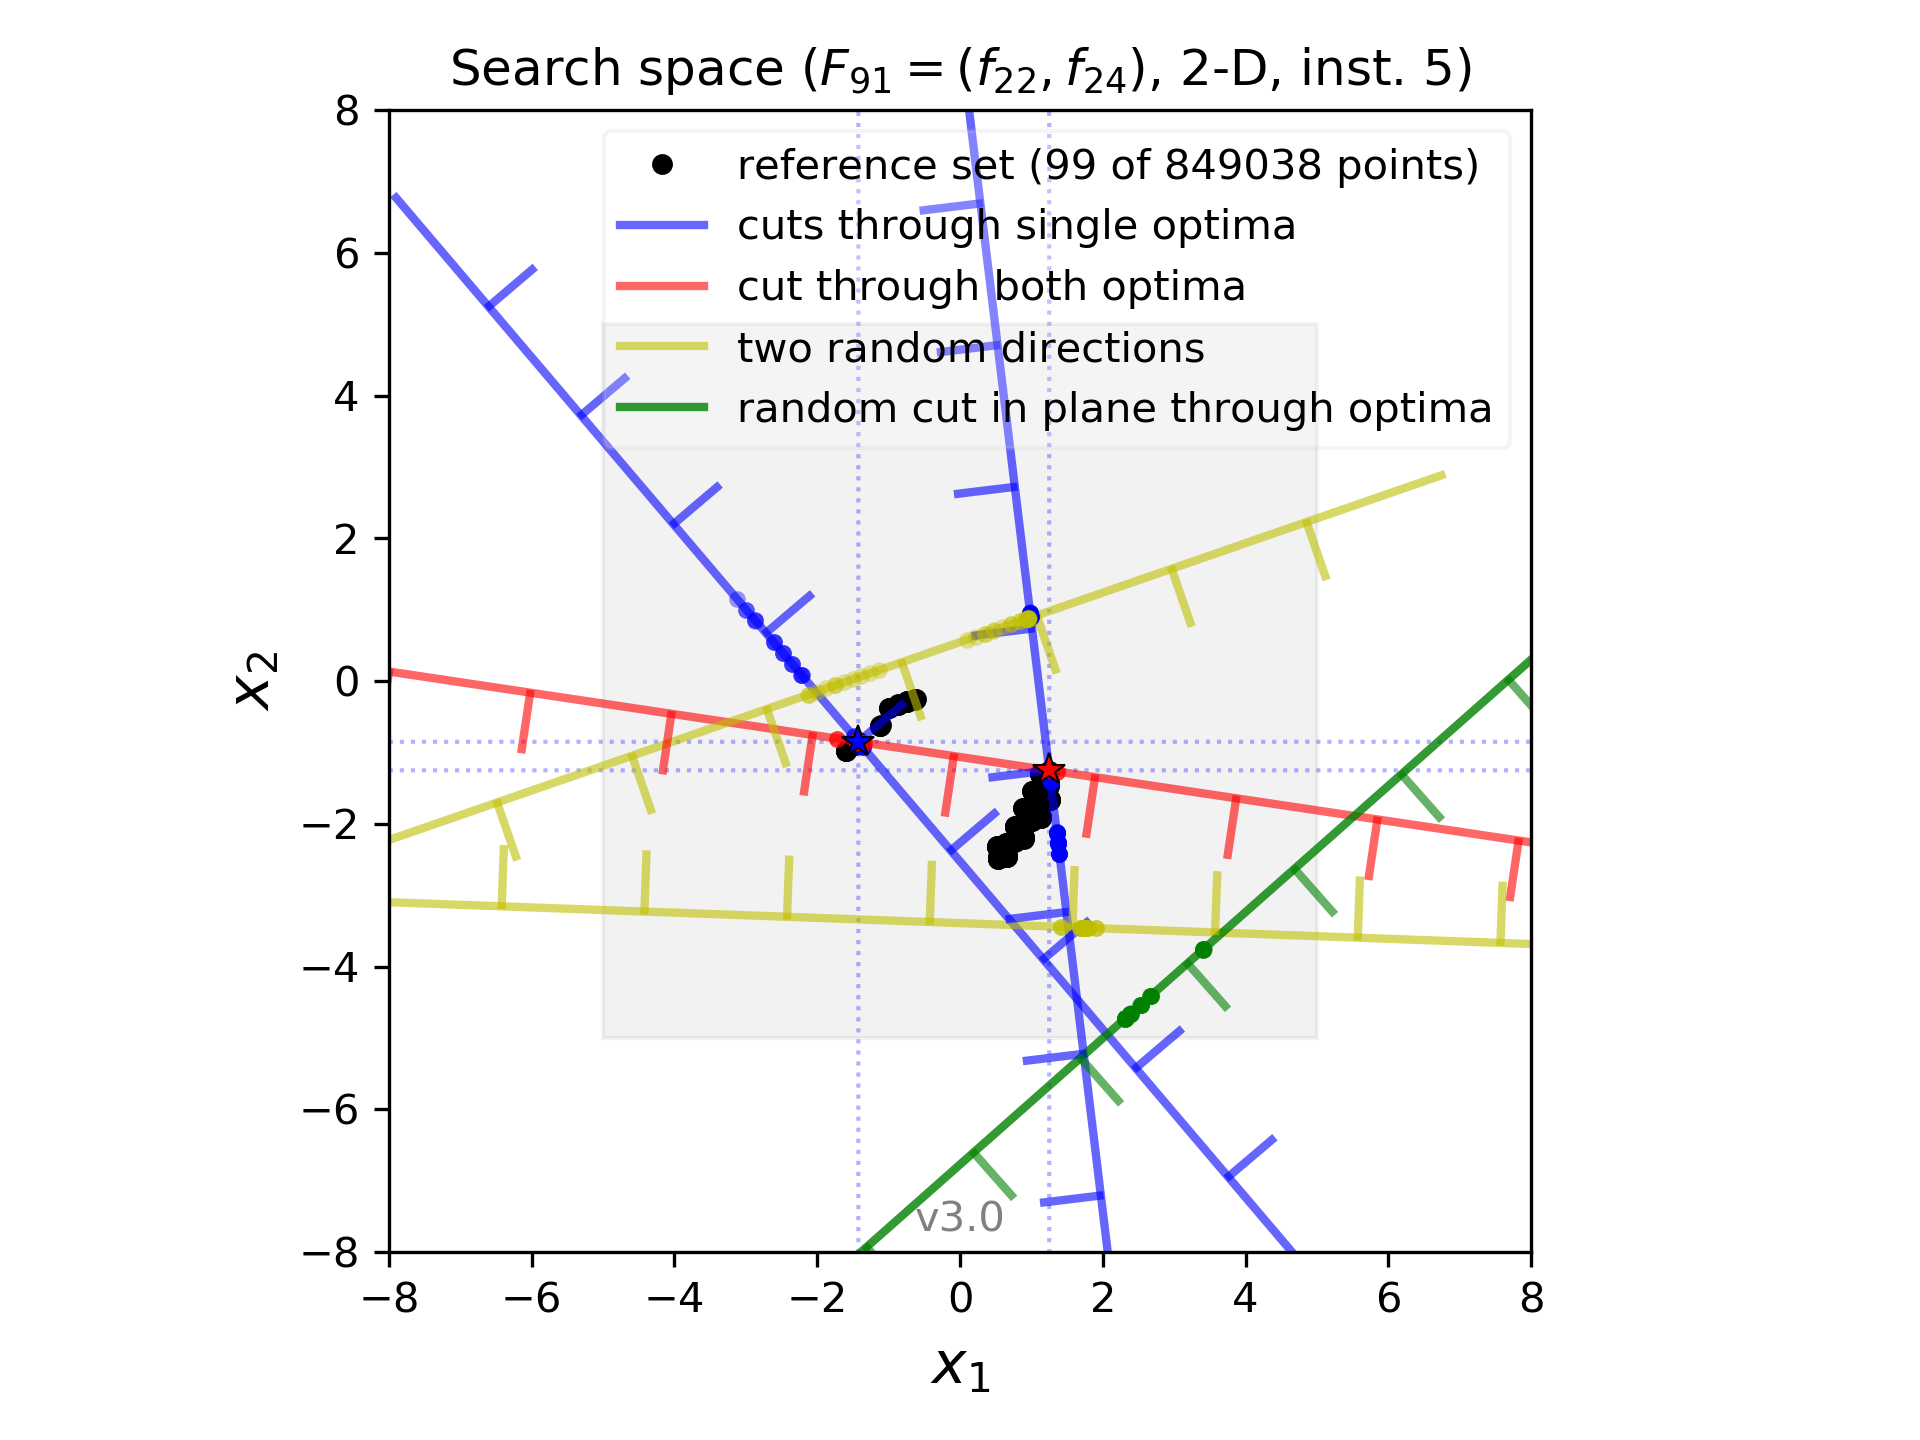 Search space (F91 = (f22, f24), 2-D, inst. 5)
reference set (99 of 849038 points)
cuts through single optima
cut through both optima
two random directions
random cut in plane through optima
8
6
4
2
0
−2
−4
−6
−8
x2
v3.0
−8 −6 −4 −2 0 2 4 6 8
x1